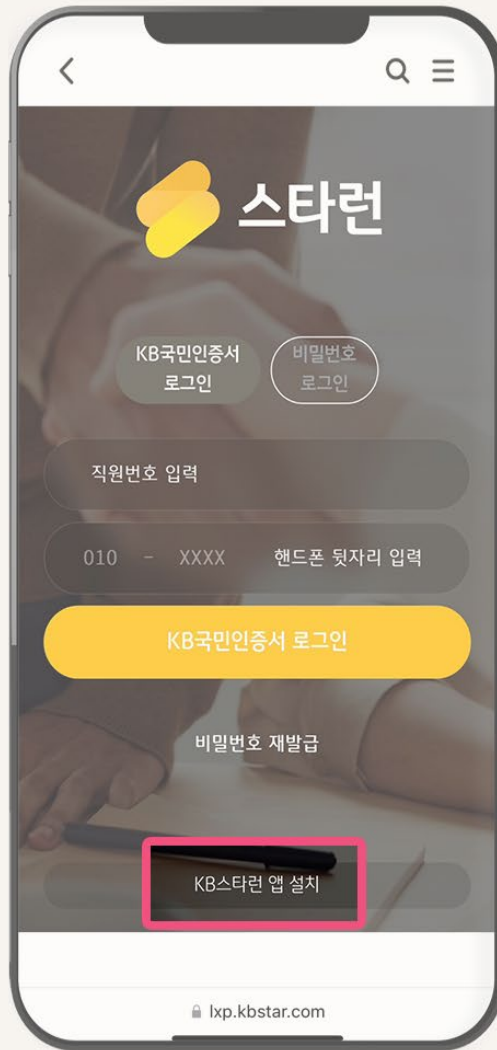 스타런
KB국민인증서 비밀번호
로그인 로그인
직원번호 입력
010 - XXXX 핸드폰 뒷자리 입력
KB국민인증서 로그인
비밀번호 재발급
KB스타런 앱 설치
lxp.kbstar.com